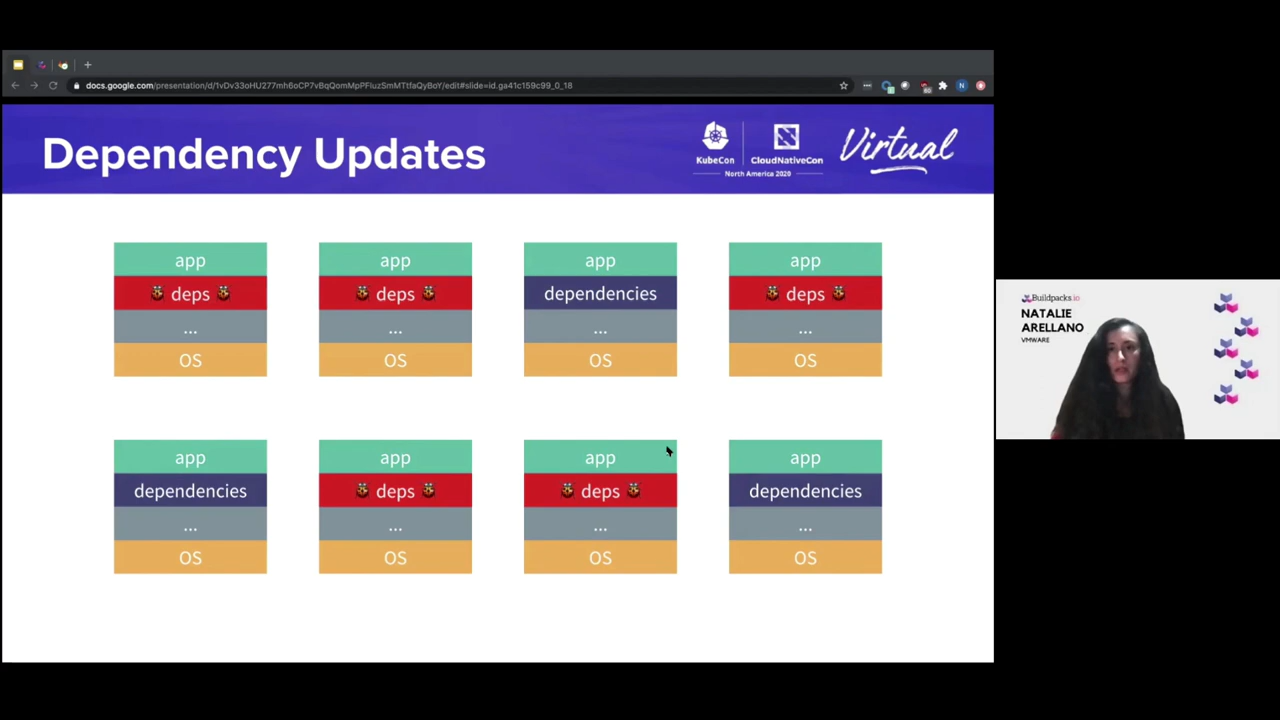 docs.google.com/presentation/d/1vDv33oHU277mh6oCP7vBqQomMpPFluzSmMTtfaQyBoY/edit#slide=id.ga41c159c99_0_18
N
Dependency Updates
KubeCon
CloudNativeCon
North America 2020
Virtual
app
app
app
app
deps
deps
dependencies
deps
...
...
...
...
OS
OS
OS
OS
app
app
app
app
dependencies
deps
deps
dependencies
...
...
...
...
OS
OS
OS
OS
Buildpacks.io
NATALIE
ARELLANO
VMWARE